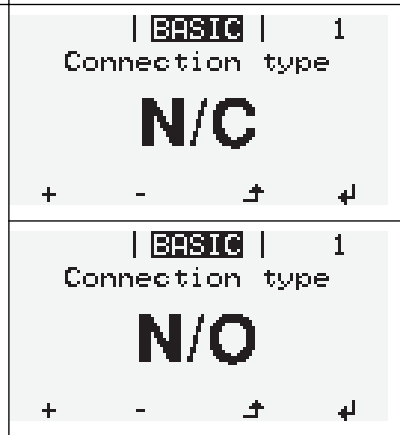 | BASIC | 1
Connection type
N/C
+ -
| BASIC | 1
Connection type
N/O
+ -